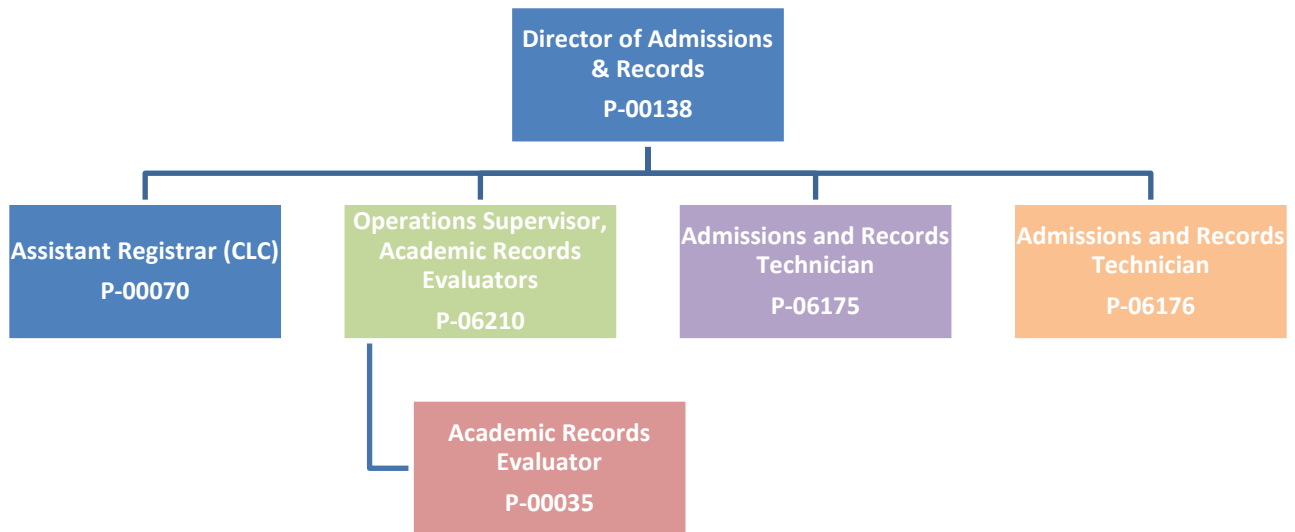 Director of Admissions
& Records
P-00138
Assistant Registrar (CLC)
P-00070
Operations Supervisor,
Academic Records
Evaluators
P-06210
Admissions and Records
Technician
P-06175
Admissions and Records
Technician
P-06176
Academic Records
Evaluator
P-00035